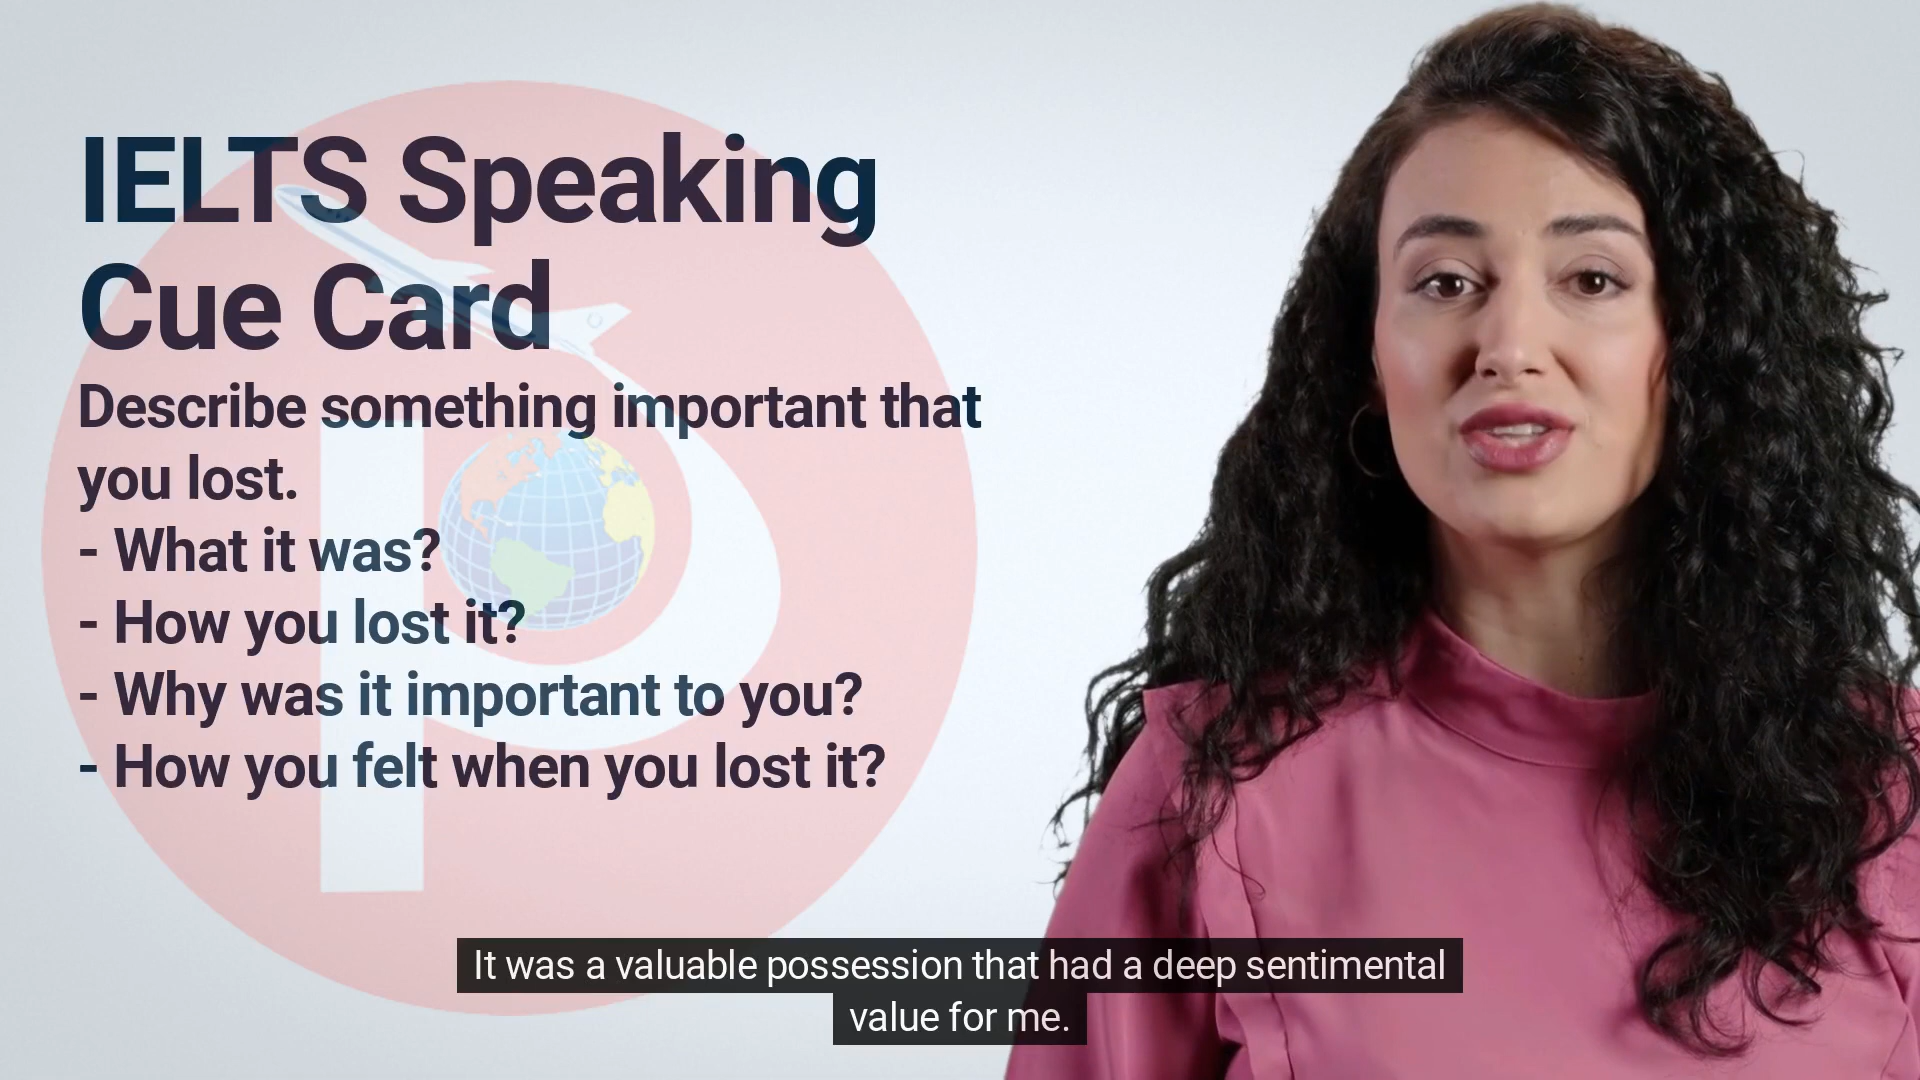 IELTS Speaking
Cue Card
Describe something important that
you lost.
- What it was?
- How you lost it?
- Why was it important to you?
- How you felt when you lost it?
It was a valuable possession that had a deep sentimental
value for me.